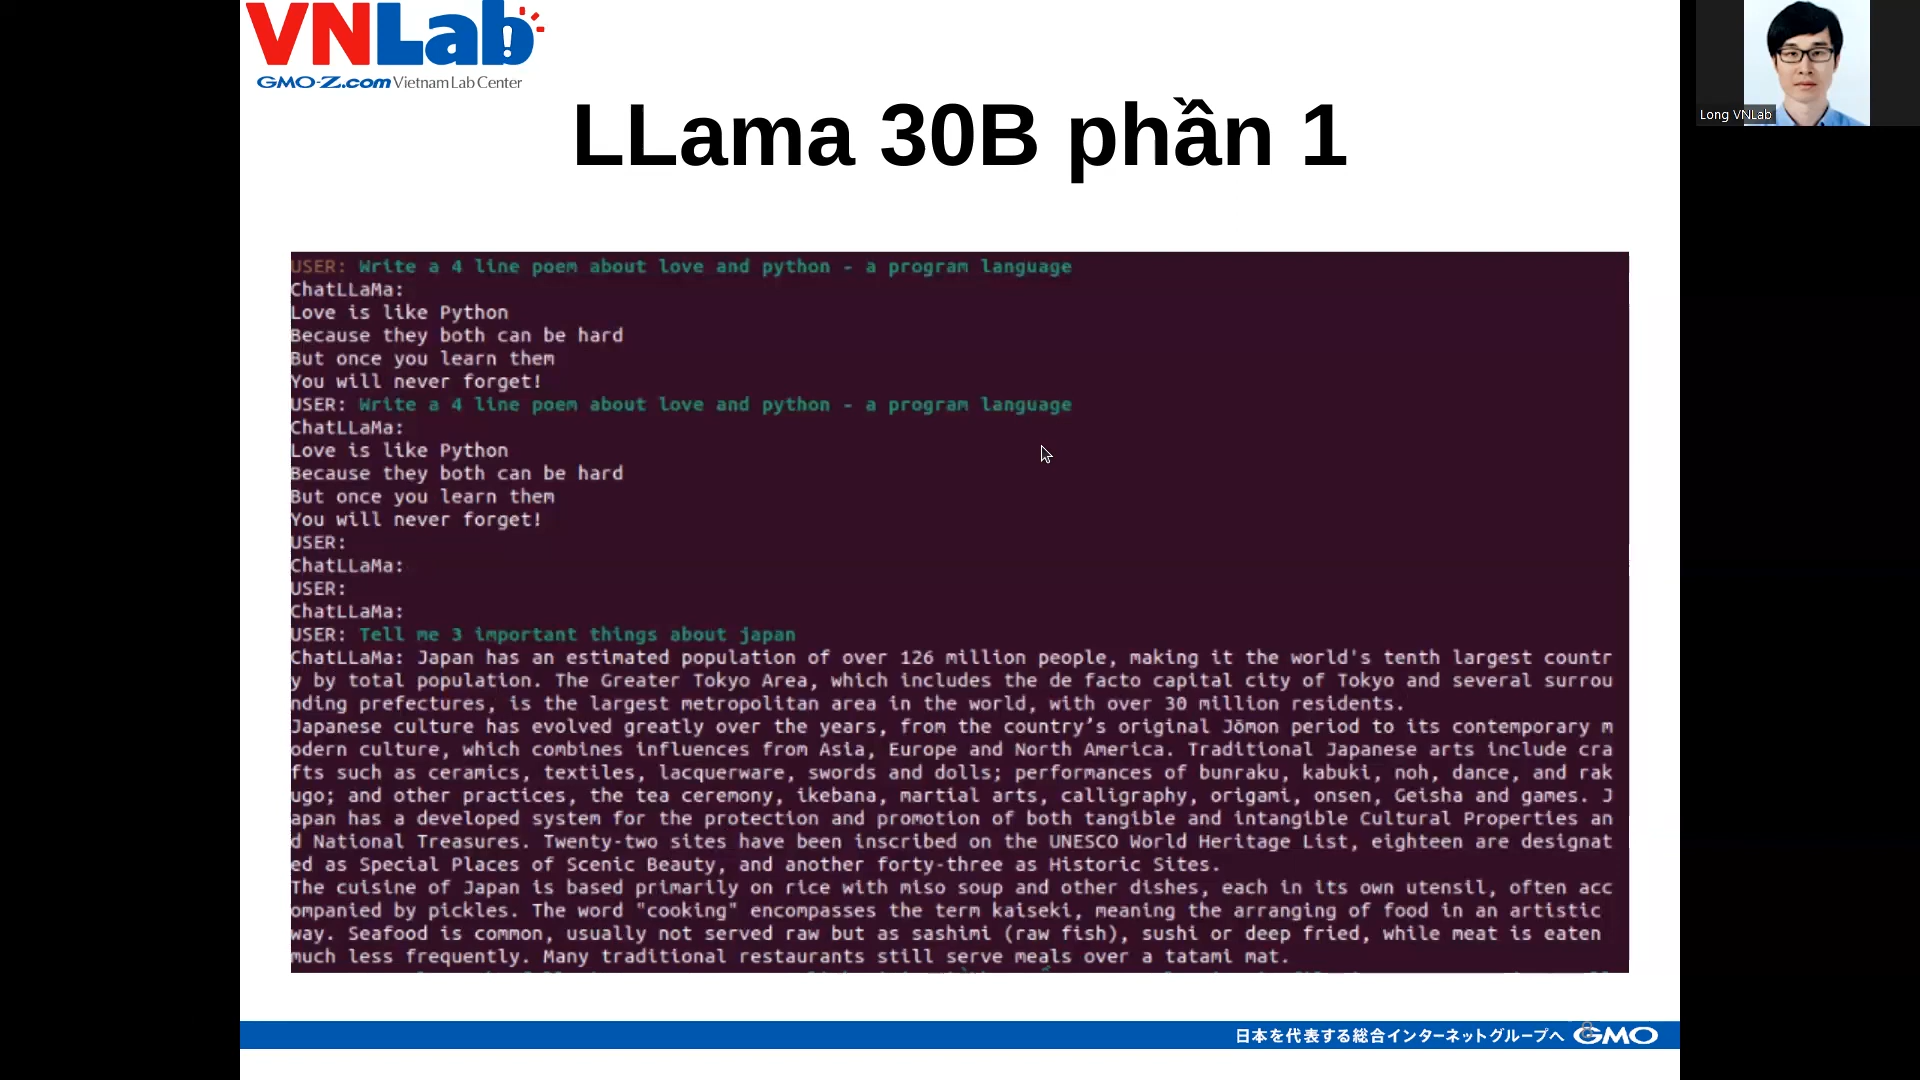 VNLab!
GMO-Z.com Vietnam Lab Center
Long VNLab
LLama 30B phần 1
USER: Write a 4 line poem about love and python - a program language
ChatLLaMa:
Love is like Python
Because they both can be hard
But once you learn them
You will never forget!
USER: Write a 4 line poem about love and python - a program language
ChatLLaMa:
Love is like Python
Because they both can be hard
But once you learn them
You will never forget!
USER:
ChatLLaMa:
USER:
ChatLLaMa:
USER: Tell me 3 important things about japan
ChatLLaMa: Japan has an estimated population of over 126 million people, making it the world's tenth largest countr
y by total population. The Greater Tokyo Area, which includes the de facto capital city of Tokyo and several surrou
nding prefectures, is the largest metropolitan area in the world, with over 30 million residents.
Japanese culture has evolved greatly over the years, from the country’s original Jōmon period to its contemporary m
odern culture, which combines influences from Asia, Europe and North America. Traditional Japanese arts include cra
fts such as ceramics, textiles, lacquerware, swords and dolls; performances of bunraku, kabuki, noh, dance, and rak
ugo; and other practices, the tea ceremony, ikebana, martial arts, calligraphy, origami, onsen, Geisha and games. J
apan has a developed system for the protection and promotion of both tangible and intangible Cultural Properties an
d National Treasures. Twenty-two sites have been inscribed on the UNESCO World Heritage List, eighteen are designat
ed as Special Places of Scenic Beauty, and another forty-three as Historic Sites.
The cuisine of Japan is based primarily on rice with miso soup and other dishes, each in its own utensil, often acc
ompanied by pickles. The word "cooking" encompasses the term kaiseki, meaning the arranging of food in an artistic
way. Seafood is common, usually not served raw but as sashimi (raw fish), sushi or deep fried, while meat is eaten
much less frequently. Many traditional restaurants still serve meals over a tatami mat.
日本を代表する総合インターネットグループへ GMO
8